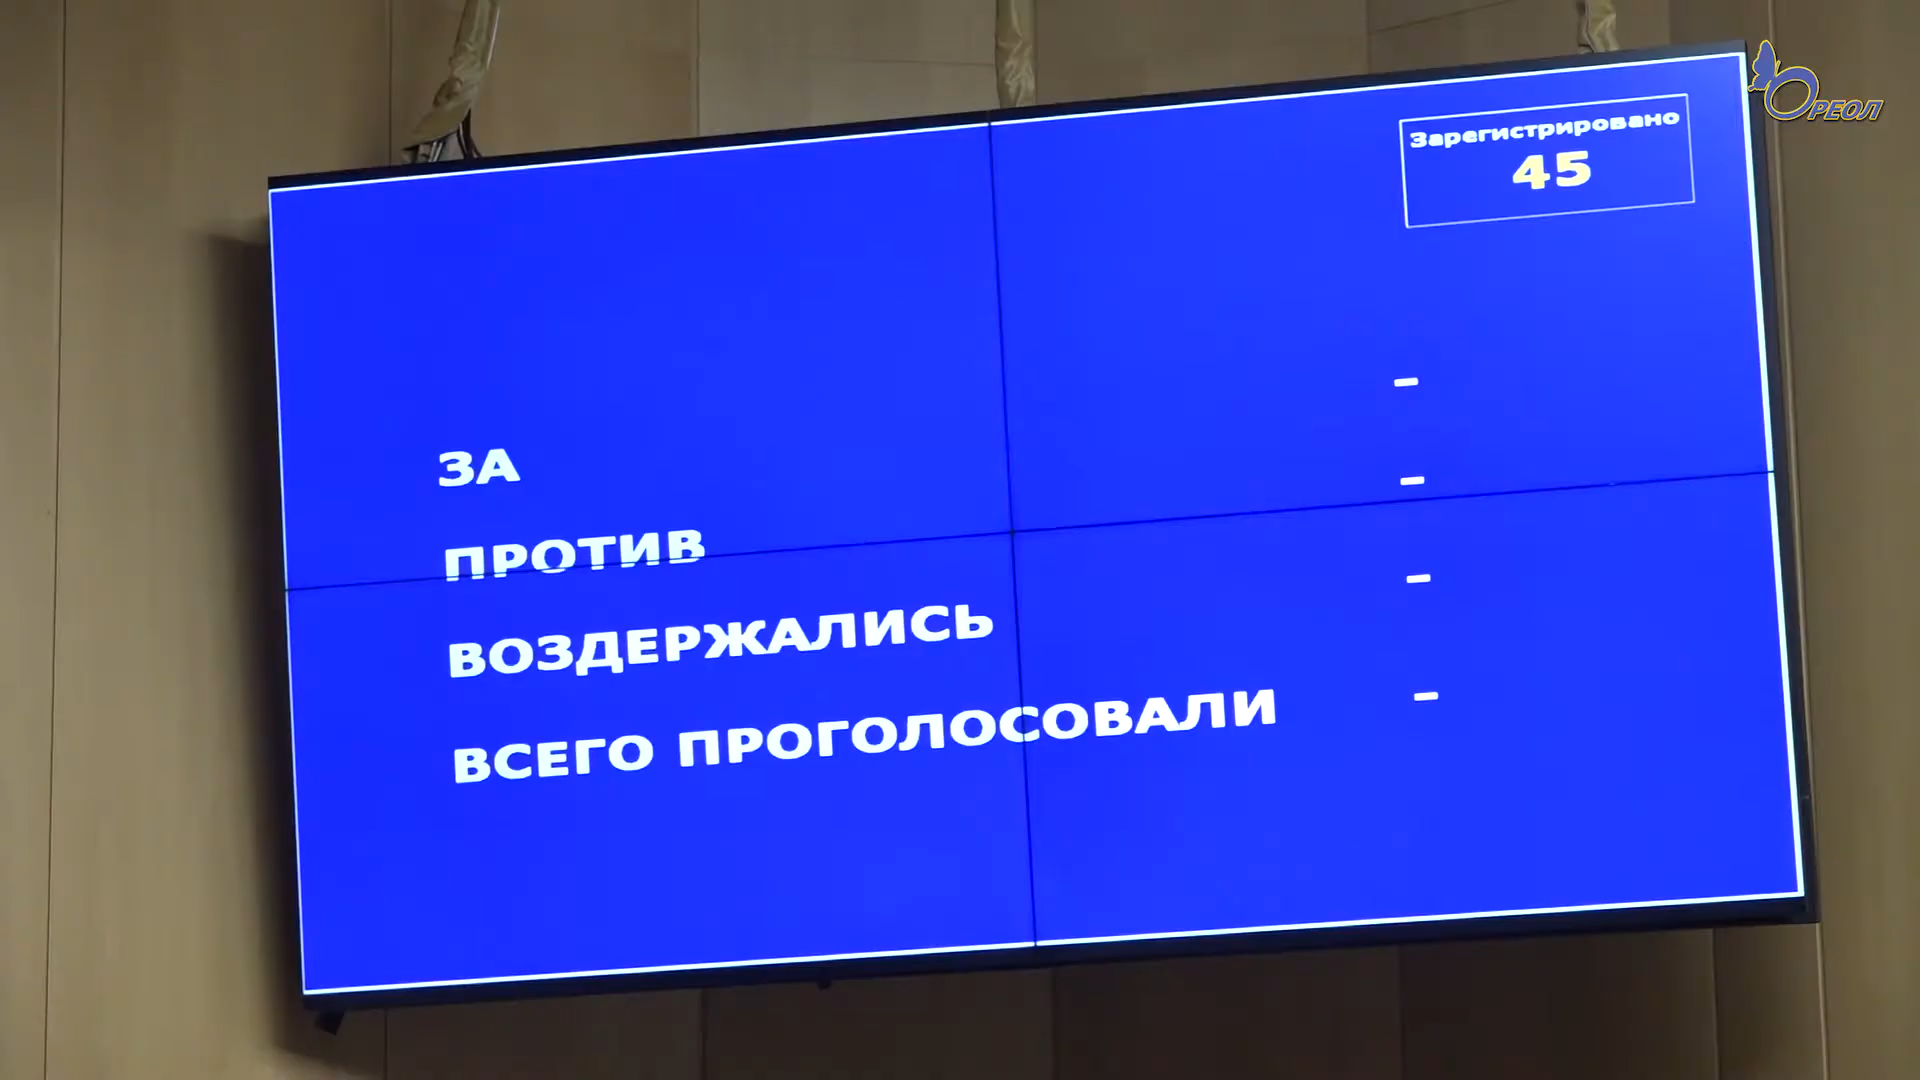 ОРЕОЛ
Зарегистрировано
45
ЗА -
ПРОТИВ -
ВОЗДЕРЖАЛИСЬ -
ВСЕГО ПРОГОЛОСОВАЛИ -